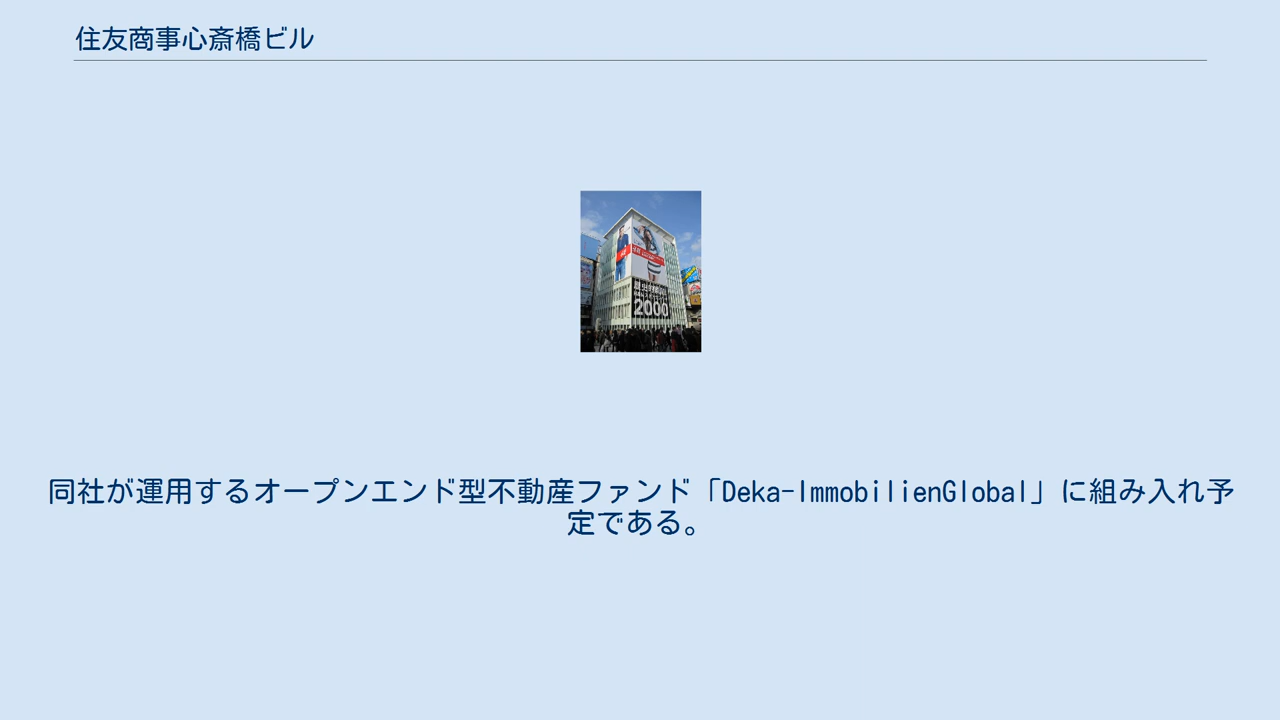 住友商事心斎橋ビル
2000
同社が運用するオープンエンド型不動産ファンド「Deka-ImmobilienGlobal」に組み入れ予
定である。